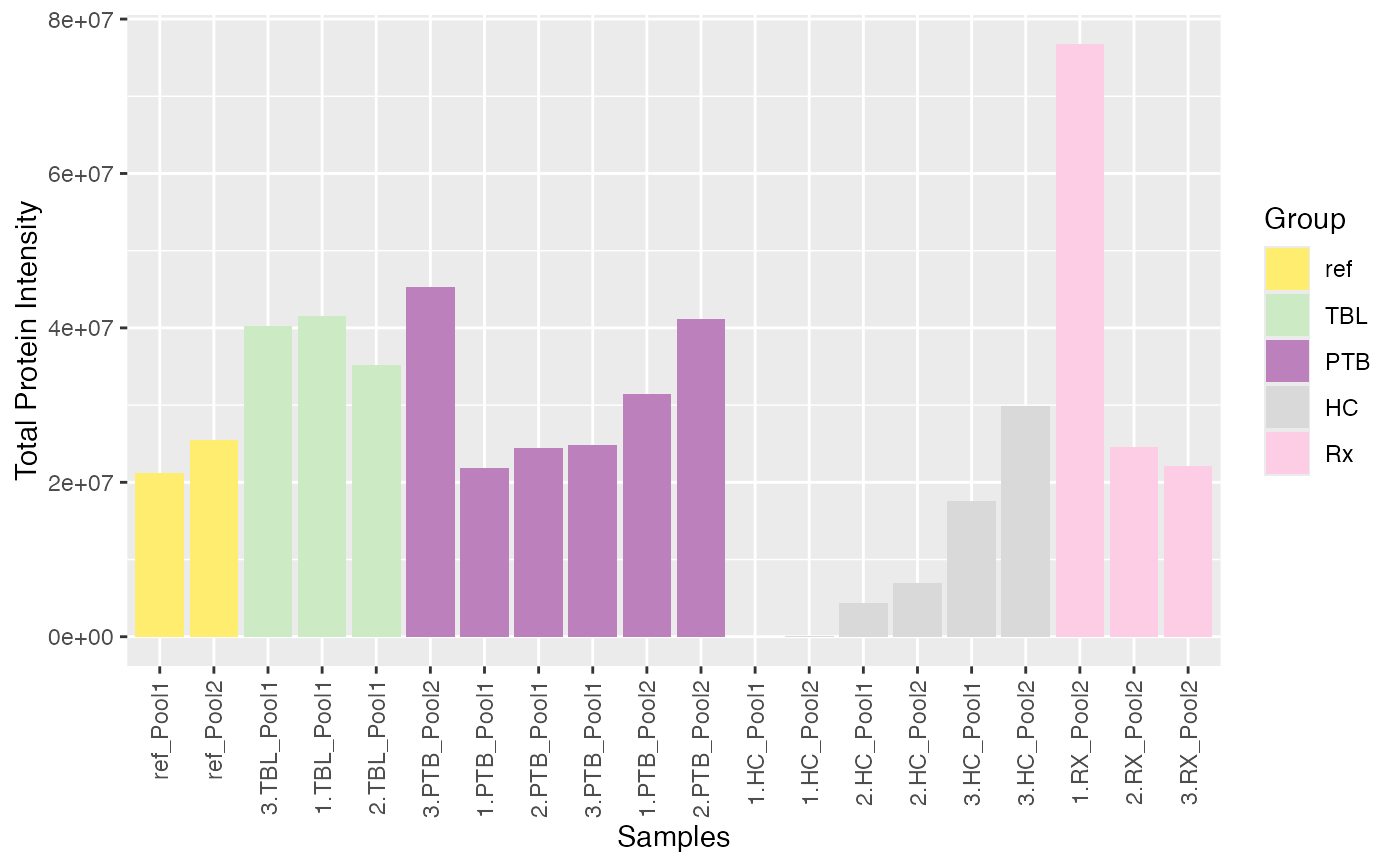 8e+07
6e+07
4e+07
2e+07
0e+00
Total Protein Intensity
ref_Pool1
ref_Pool2
3.TBL_Pool1
1.TBL_Pool1
2.TBL_Pool1
3.PTB_Pool2
1.PTB_Pool1
2.PTB_Pool1
3.PTB_Pool1
1.PTB_Pool2
2.PTB_Pool2
1.HC_Pool1
1.HC_Pool2
2.HC_Pool1
2.HC_Pool2
3.HC_Pool1
3.HC_Pool2
1.RX_Pool2
2.RX_Pool2
3.RX_Pool2
Samples
Group
ref
TBL
PTB
HC
Rx